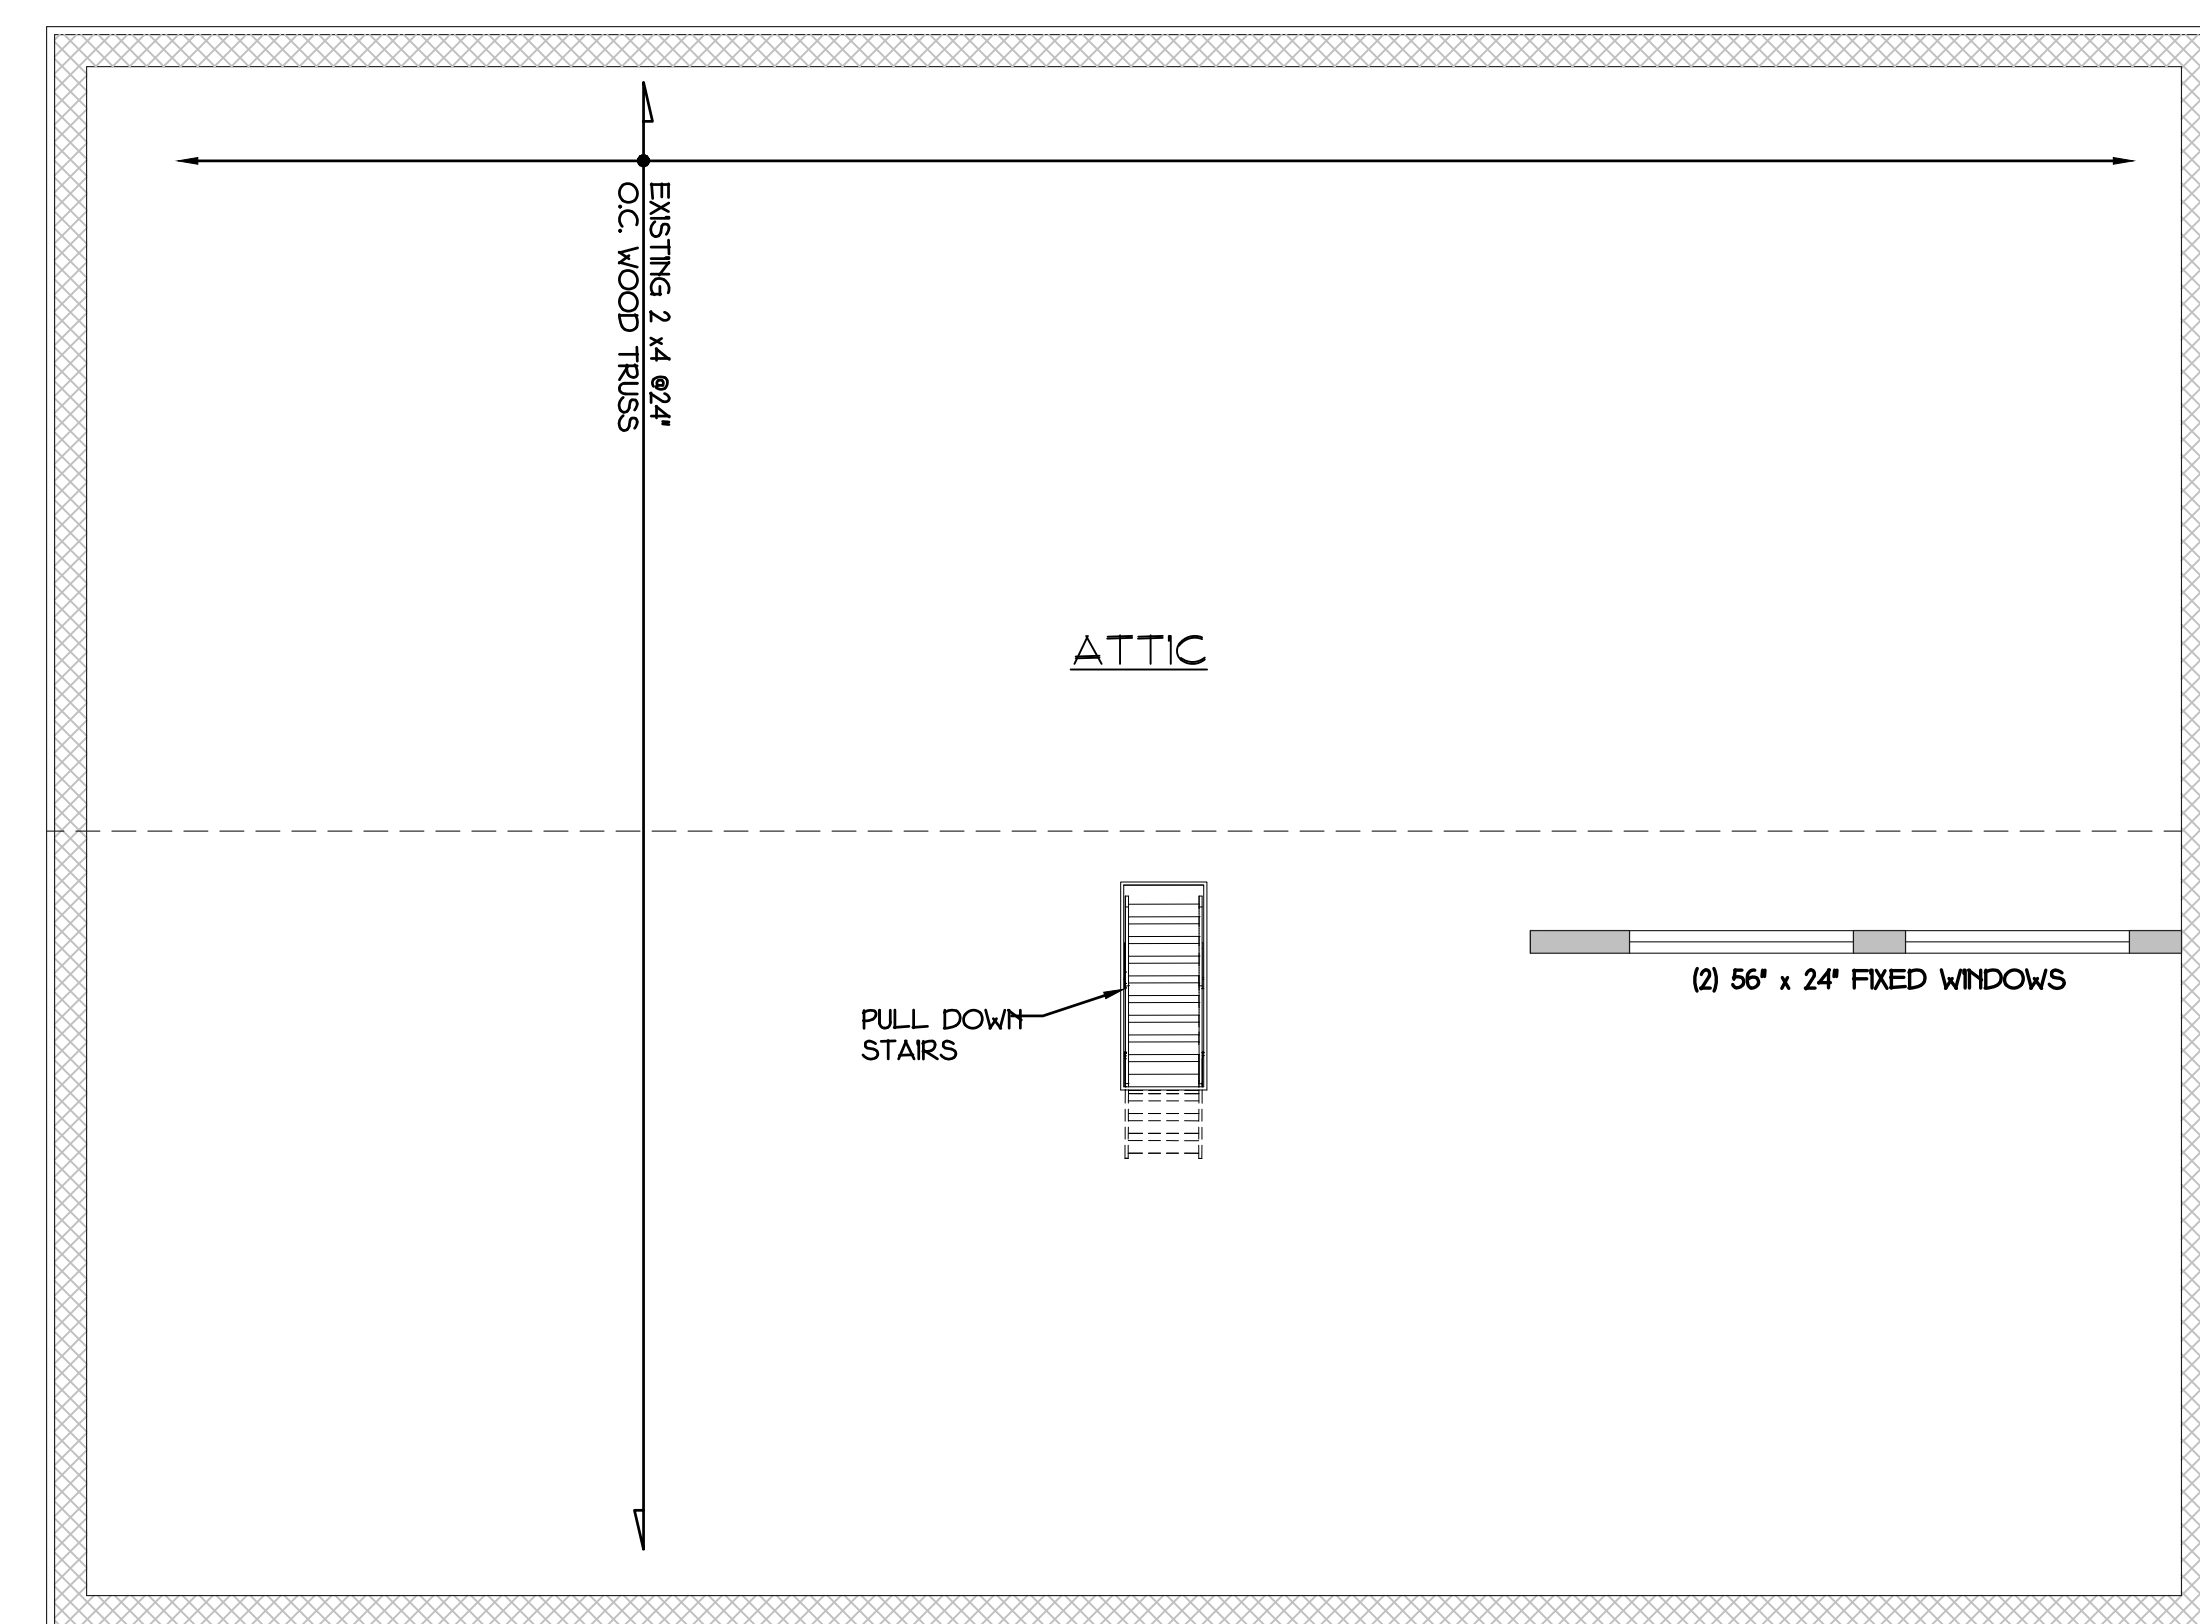 EXISTING 2 x4 @24"
O.C. WOOD TRUSS
ATTIC
PULL DOWN
STAIRS
(2) 56" x 24" FIXED WINDOWS